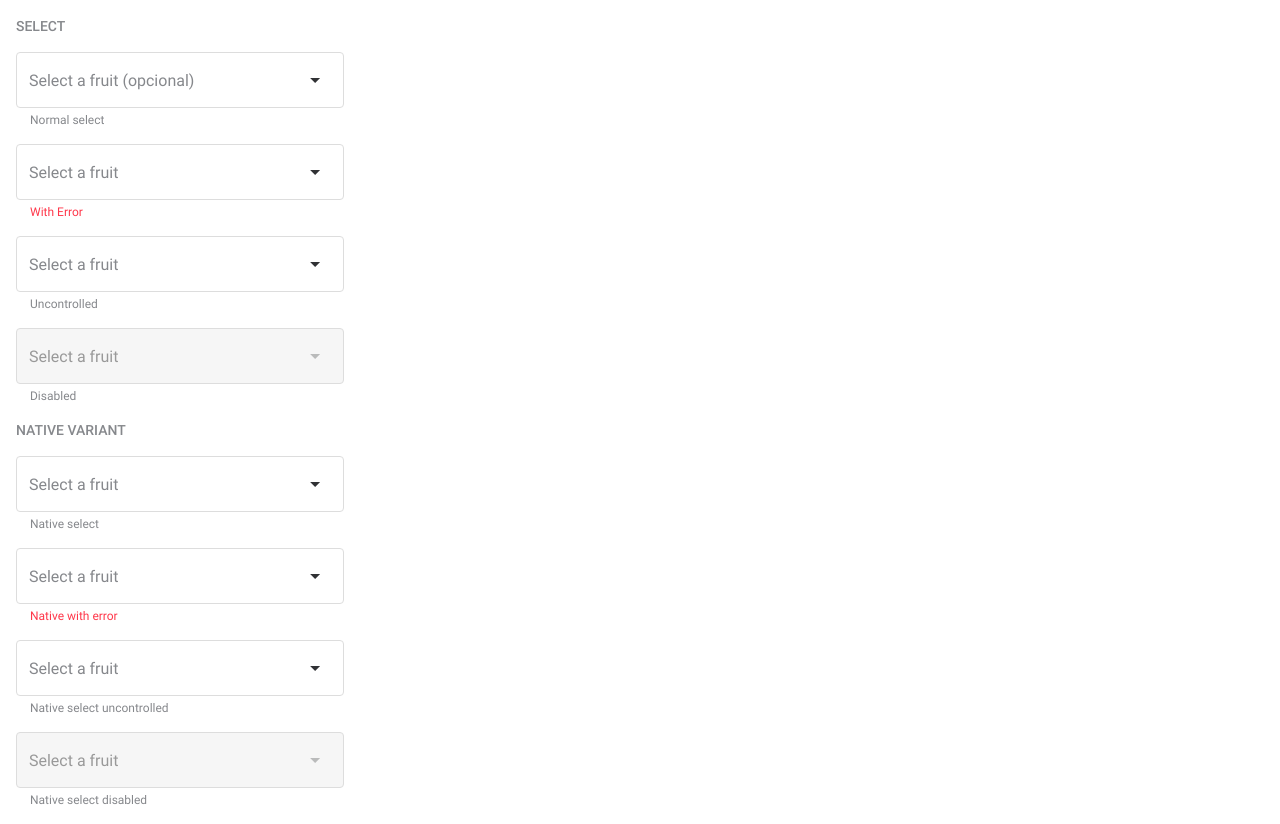 SELECT
Select a fruit (opcional)
Normal select
Select a fruit
With Error
Select a fruit
Uncontrolled
Select a fruit
Disabled
NATIVE VARIANT
Select a fruit
Native select
Select a fruit
Native with error
Select a fruit
Native select uncontrolled
Select a fruit
Native select disabled